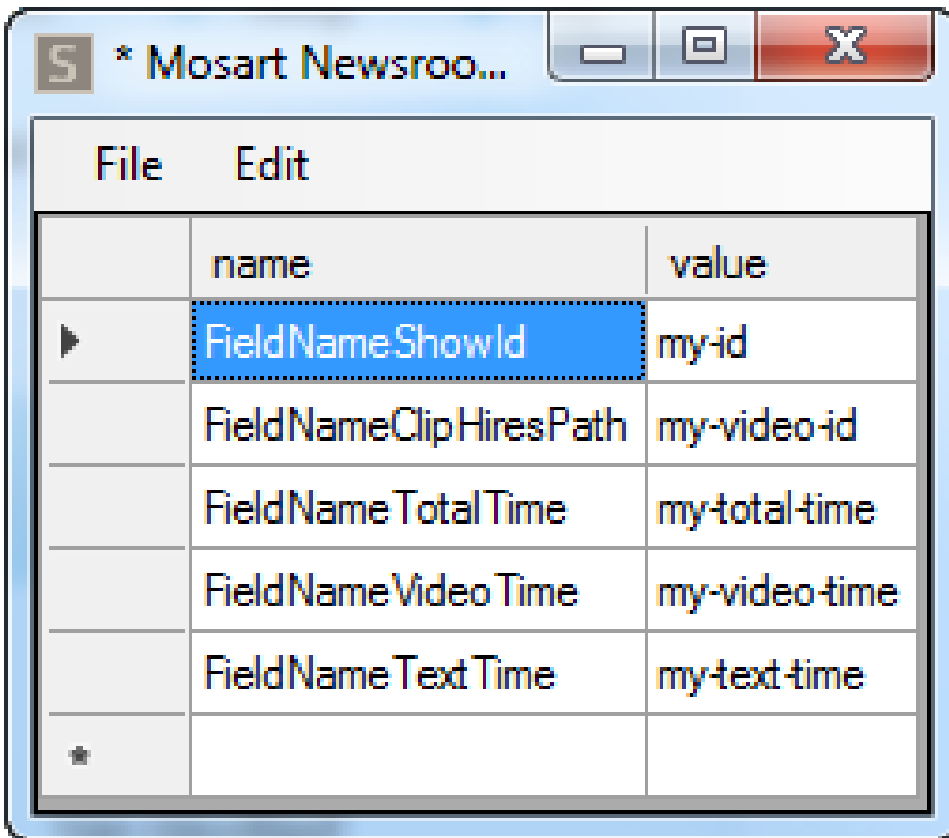 S * Mosart Newsroo...
File Edit
name value
FieldNameShowId my-id
FieldNameClipHiresPath my-video-id
FieldNameTotalTime my-total-time
FieldNameVideoTime my-video-time
FieldNameTextTime my-text-time
*